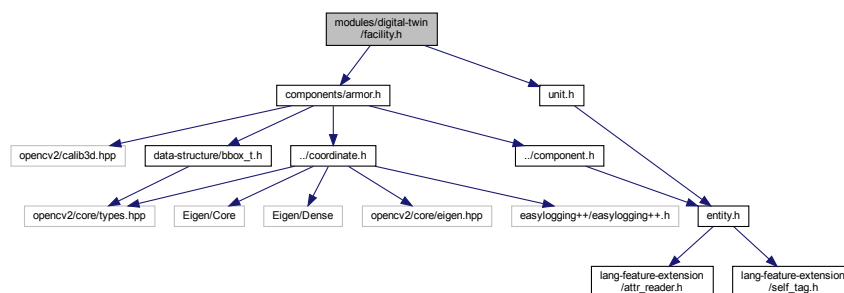 modules/digital-twin
/facility.h
components/armor.h
unit.h
opencv2/calib3d.hpp
data-structure/bbox_t.h
../coordinate.h
../component.h
opencv2/core/types.hpp
Eigen/Core
Eigen/Dense
opencv2/core/eigen.hpp
easylogging++/easylogging++.h
entity.h
lang-feature-extension
/attr_reader.h
lang-feature-extension
/self_tag.h